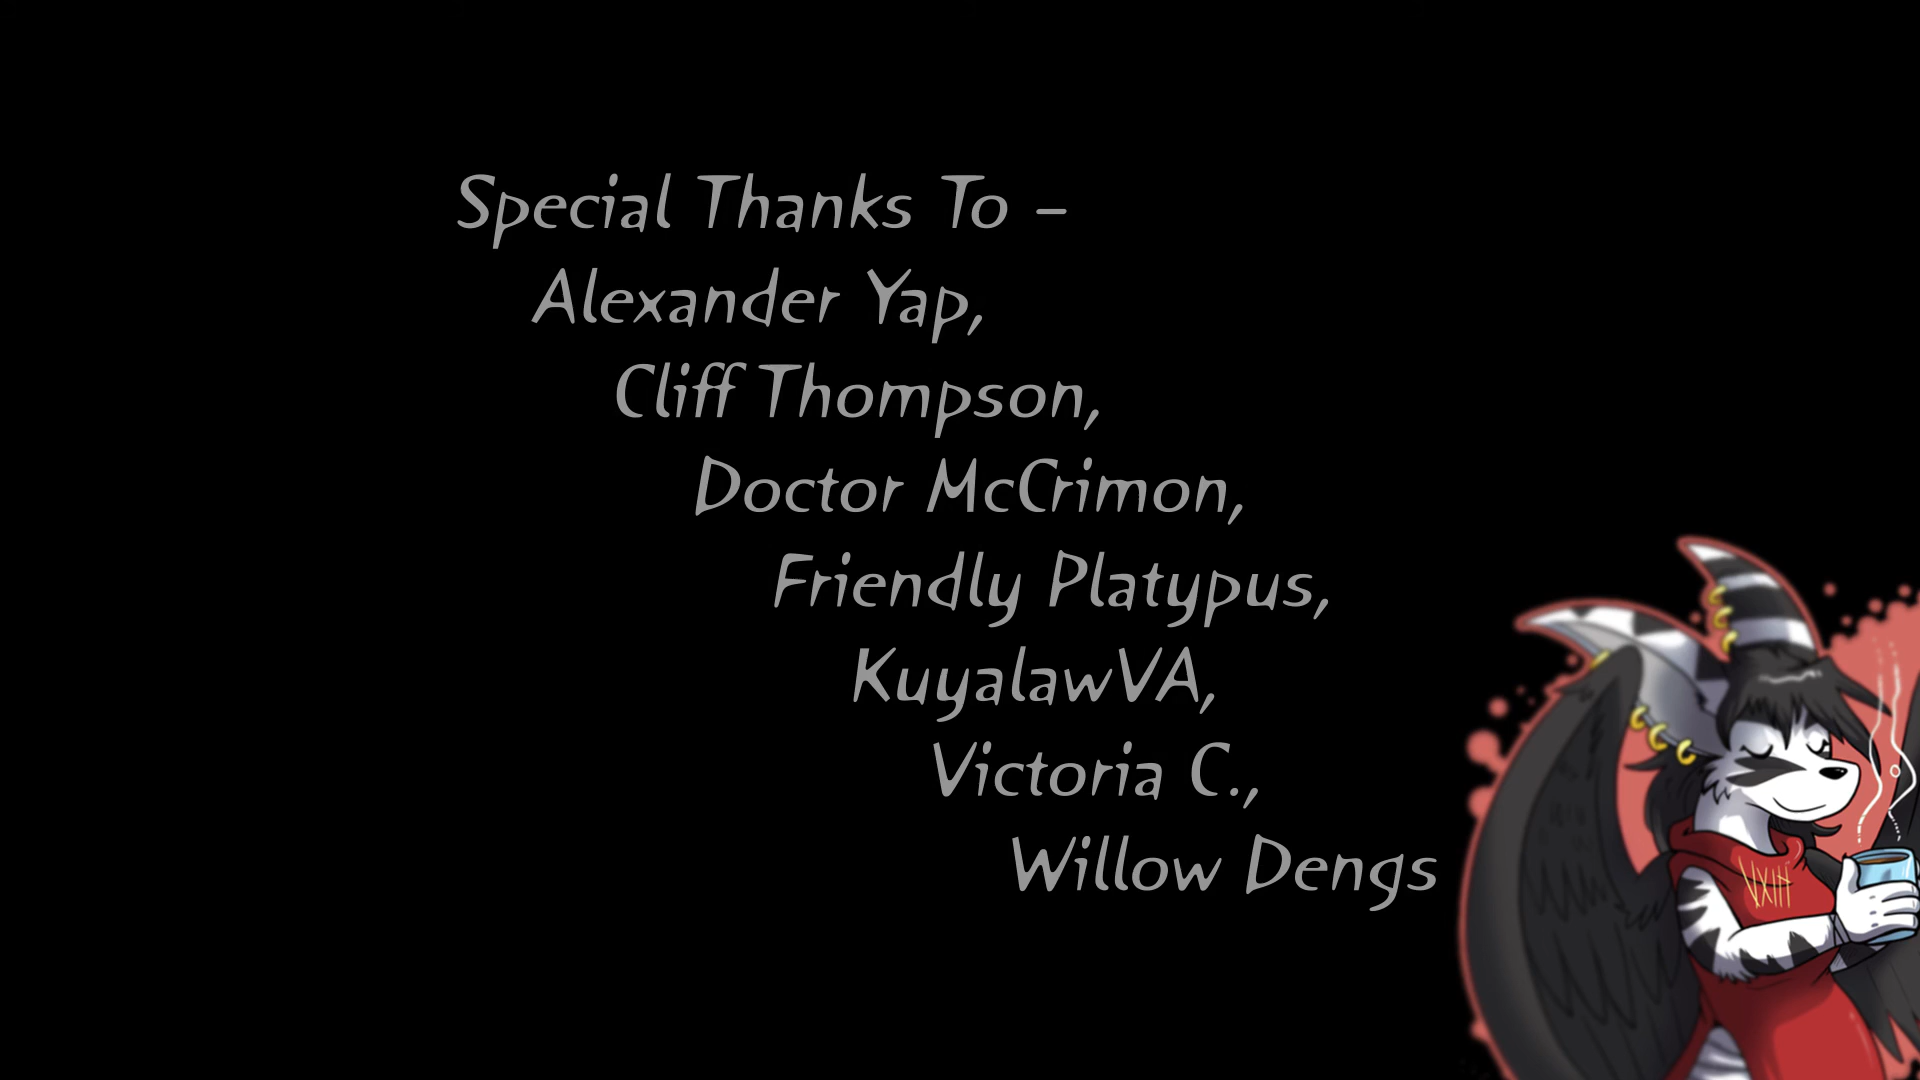 Special Thanks To –
Alexander Yap,
Cliff Thompson,
Doctor McCrimon,
Friendly Platypus,
KuyalawVA,
Victoria C.,
Willow Dengs